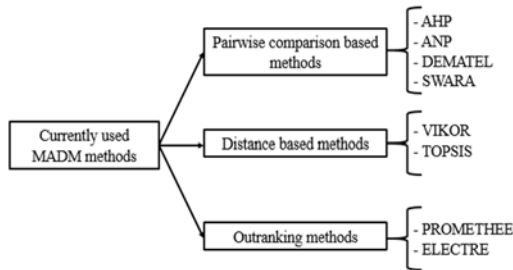 Currently used
MADM methods
Pairwise comparison based
methods
- AHP
- ANP
- DEMATEL
- SWARA
Distance based methods
- VIKOR
- TOPSIS
Outranking methods
- PROMETHEE
- ELECTRE